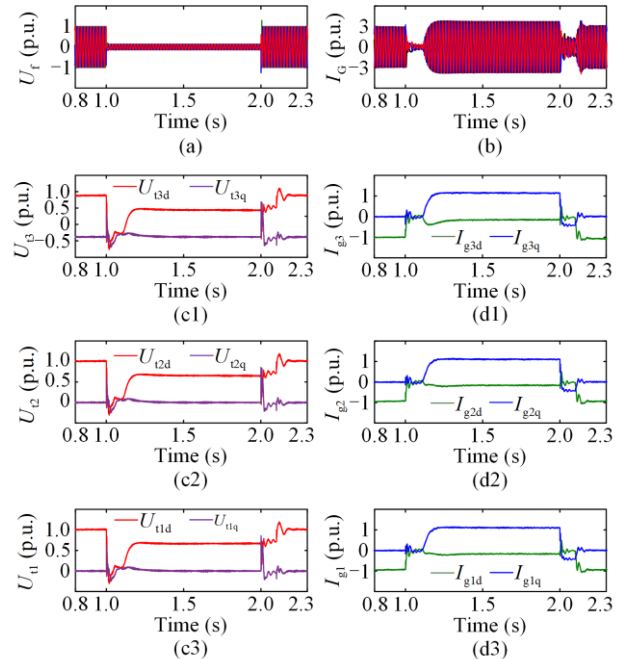 U_f (p.u.)
1
0
−1
0.8 1.0 1.5 2.0 2.3
Time (s)
(a)
I_G (p.u.)
3
0
−3
0.8 1.0 1.5 2.0 2.3
Time (s)
(b)
U_t3 (p.u.)
1.0
0.5
−0.5
U_t3d U_t3q
0.8 1.0 1.5 2.0 2.3
Time (s)
(c1)
I_g3 (p.u.)
1
0
−1
I_g3d I_g3q
0.8 1.0 1.5 2.0 2.3
Time (s)
(d1)
U_t2 (p.u.)
1.0
0.5
0
U_t2d U_t2q
0.8 1.0 1.5 2.0 2.3
Time (s)
(c2)
I_g2 (p.u.)
1
0
−1
I_g2d I_g2q
0.8 1.0 1.5 2.0 2.3
Time (s)
(d2)
U_t1 (p.u.)
1.0
0.5
0
U_t1d U_t1q
0.8 1.0 1.5 2.0 2.3
Time (s)
(c3)
I_g1 (p.u.)
1
0
−1
I_g1d I_g1q
0.8 1.0 1.5 2.0 2.3
Time (s)
(d3)